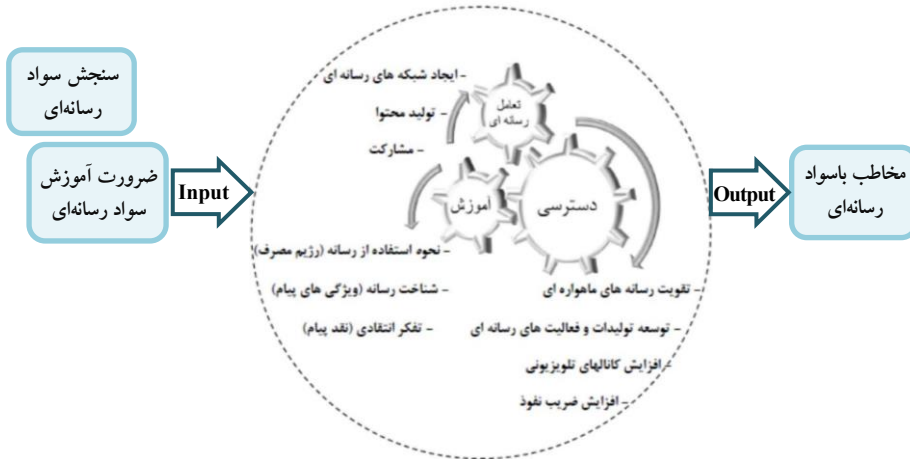 سنجش سواد
رسانه‌ای
ضرورت آموزش
سواد رسانه‌ای
Input
- ایجاد شبکه های رسانه ای
- تولید محتوا
- مشارکت
تعامل
رسانه ای
آموزش
دسترسی
- نحوه استفاده از رسانه (رژیم مصرف)
- شناخت رسانه (ویژگی های پیام)
- تفکر انتقادی (نقد پیام)
- تقویت رسانه های ماهواره ای
- توسعه تولیدات و فعالیت های رسانه ای
- افزایش کانالهای تلویزیونی
- افزایش ضریب نفوذ
Output
مخاطب باسواد
رسانه‌ای